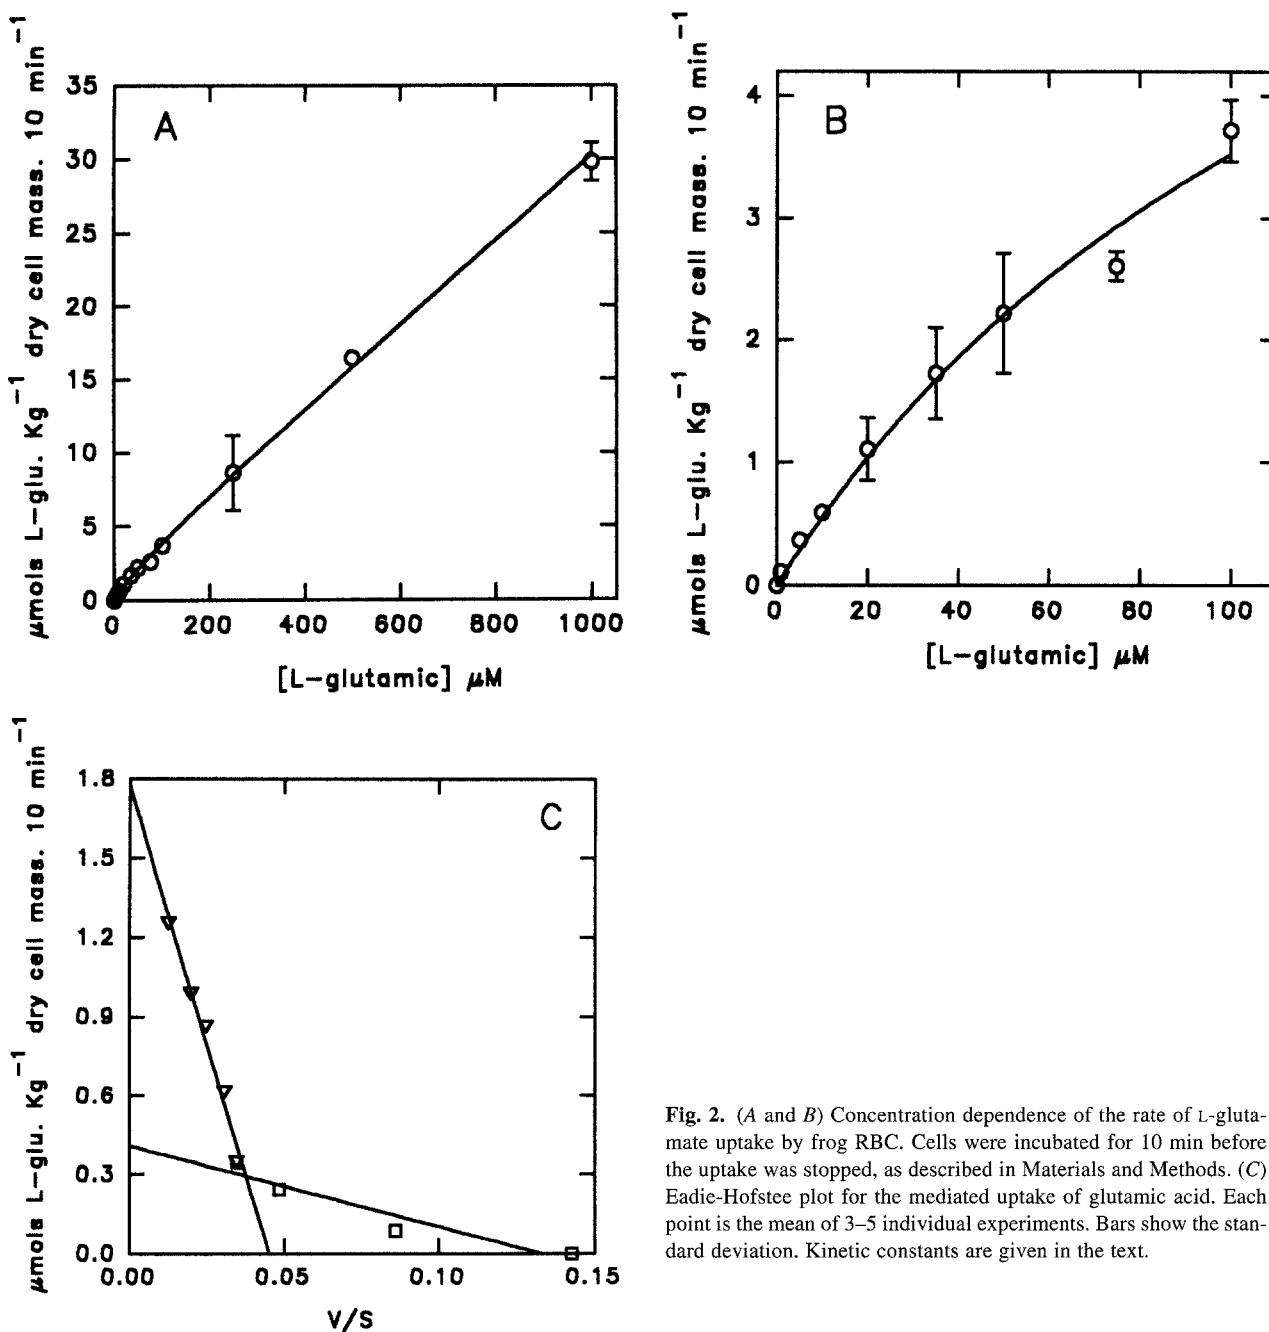 A
μmols L-glu. Kg⁻¹ dry cell mass. 10 min⁻¹
35
30
25
20
15
10
5
0
0 200 400 600 800 1000
[L-glutamic] μM
B
μmols L-glu. Kg⁻¹ dry cell mass. 10 min⁻¹
4
3
2
1
0
0 20 40 60 80 100
[L-glutamic] μM
C
μmols L-glu. Kg⁻¹ dry cell mass. 10 min⁻¹
1.8
1.5
1.2
0.9
0.6
0.3
0.0
0.00 0.05 0.10 0.15
V/S
Fig. 2. (A and B) Concentration dependence of the rate of L-gluta-
mate uptake by frog RBC. Cells were incubated for 10 min before
the uptake was stopped, as described in Materials and Methods. (C)
Eadie-Hofstee plot for the mediated uptake of glutamic acid. Each
point is the mean of 3–5 individual experiments. Bars show the stan-
dard deviation. Kinetic constants are given in the text.